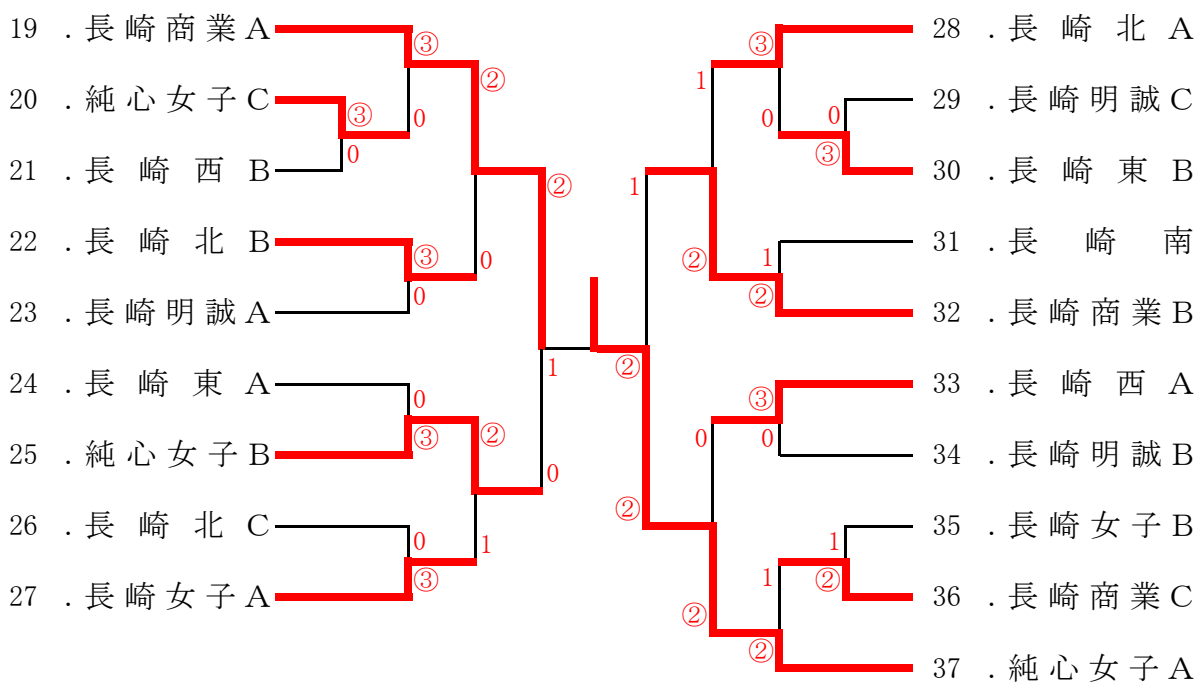 19 . 長崎商業A
③
②
20 . 純心女子C
③
0
0
21 . 長崎西B
②
22 . 長崎北B
③
0
0
23 . 長崎明誠A
1
24 . 長崎東A
0
③
②
25 . 純心女子B
0
26 . 長崎北C
0
1
③
27 . 長崎女子A
28 . 長崎北A
③
1
29 . 長崎明誠C
0
0
③
30 . 長崎東B
1
31 . 長崎南
1
②
②
32 . 長崎商業B
②
33 . 長崎西A
③
0
0
34 . 長崎明誠B
②
35 . 長崎女子B
1
1
②
36 . 長崎商業C
②
②
37 . 純心女子A